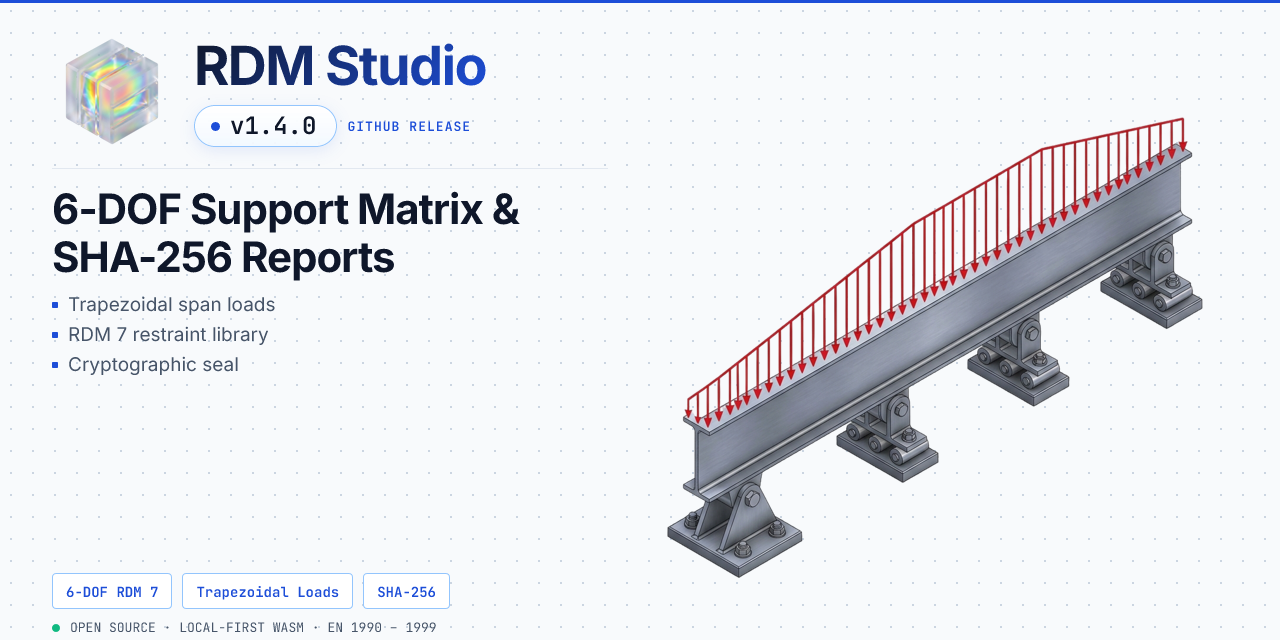 RDM Studio
v1.4.0 GITHUB RELEASE
6-DOF Support Matrix &
SHA-256 Reports
Trapezoidal span loads
RDM 7 restraint library
Cryptographic seal
6-DOF RDM 7 Trapezoidal Loads SHA-256
OPEN SOURCE · LOCAL-FIRST WASM · EN 1990 – 1999